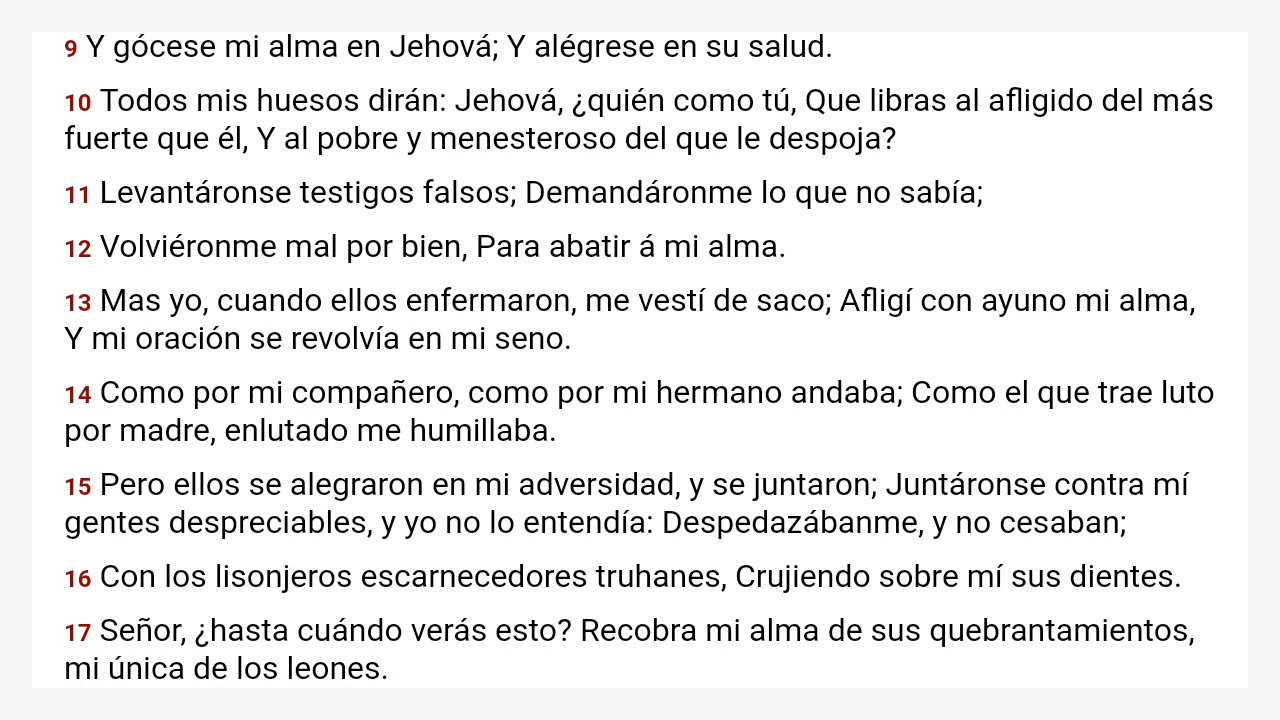 9 Y gócese mi alma en Jehová; Y alégrese en su salud.
10 Todos mis huesos dirán: Jehová, ¿quién como tú, Que libras al afligido del más
fuerte que él, Y al pobre y menesteroso del que le despoja?
11 Levantáronse testigos falsos; Demandáronme lo que no sabía;
12 Volviéronme mal por bien, Para abatir á mi alma.
13 Mas yo, cuando ellos enfermaron, me vestí de saco; Afligí con ayuno mi alma,
Y mi oración se revolvía en mi seno.
14 Como por mi compañero, como por mi hermano andaba; Como el que trae luto
por madre, enlutado me humillaba.
15 Pero ellos se alegraron en mi adversidad, y se juntaron; Juntáronse contra mí
gentes despreciables, y yo no lo entendía: Despedazábanme, y no cesaban;
16 Con los lisonjeros escarnecedores truhanes, Crujiendo sobre mí sus dientes.
17 Señor, ¿hasta cuándo verás esto? Recobra mi alma de sus quebrantamientos,
mi única de los leones.